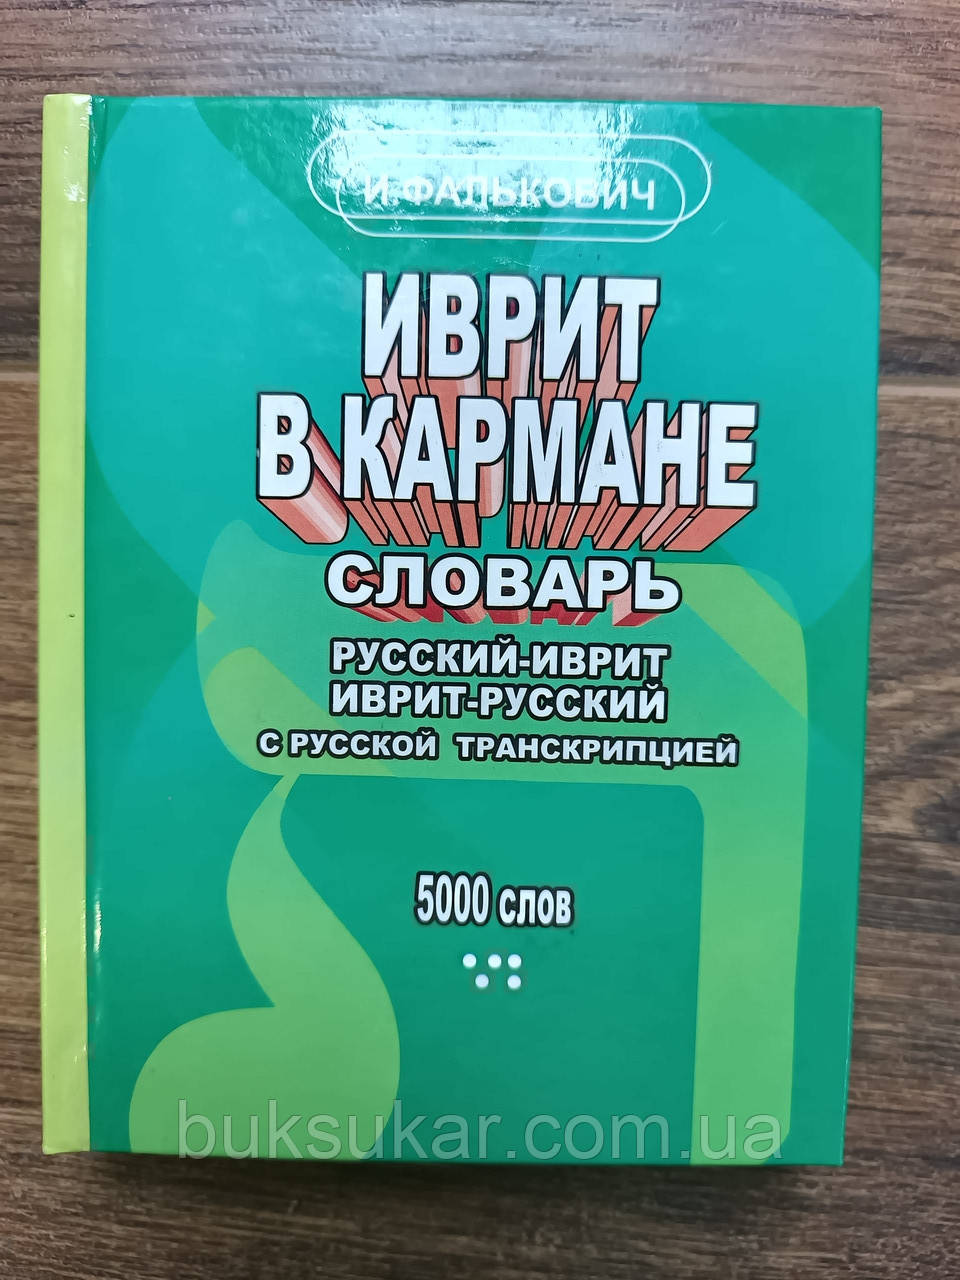 И.ФАЛЬКОВИЧ
ИВРИТ
В КАРМАНЕ
СЛОВАРЬ
РУССКИЙ-ИВРИТ
ИВРИТ-РУССКИЙ
С РУССКОЙ ТРАНСКРИПЦИЕЙ
5000 слов
buksukar.com.ua